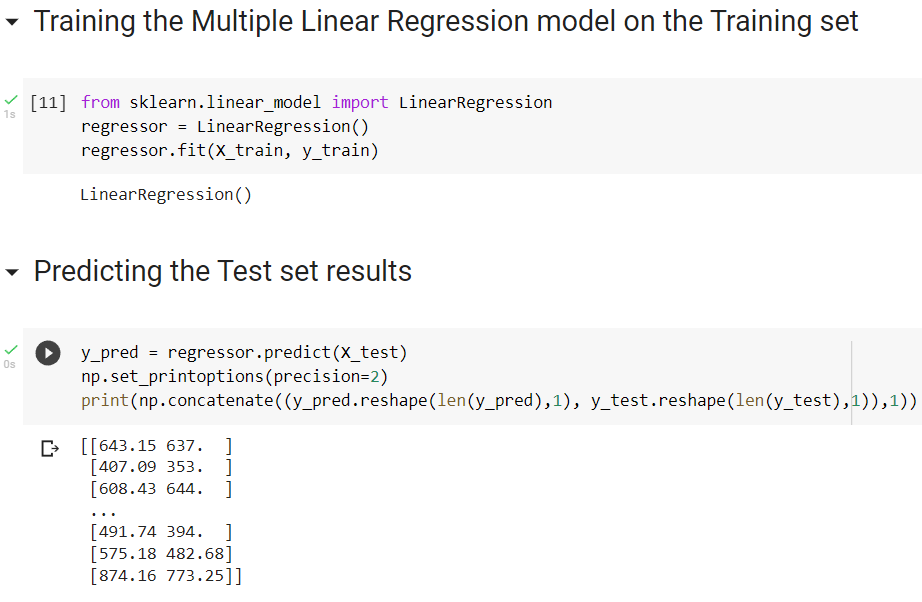 Training the Multiple Linear Regression model on the Training set
[11] from sklearn.linear_model import LinearRegression
regressor = LinearRegression()
1s
regressor.fit(X_train, y_train)
LinearRegression()
Predicting the Test set results
y_pred = regressor.predict(X_test)
0s
np.set_printoptions(precision=2)
print(np.concatenate((y_pred.reshape(len(y_pred),1), y_test.reshape(len(y_test),1)),1))
[[643.15 637.  ]
[407.09 353.  ]
[608.43 644.  ]
...
[491.74 394.  ]
[575.18 482.68]
[874.16 773.25]]